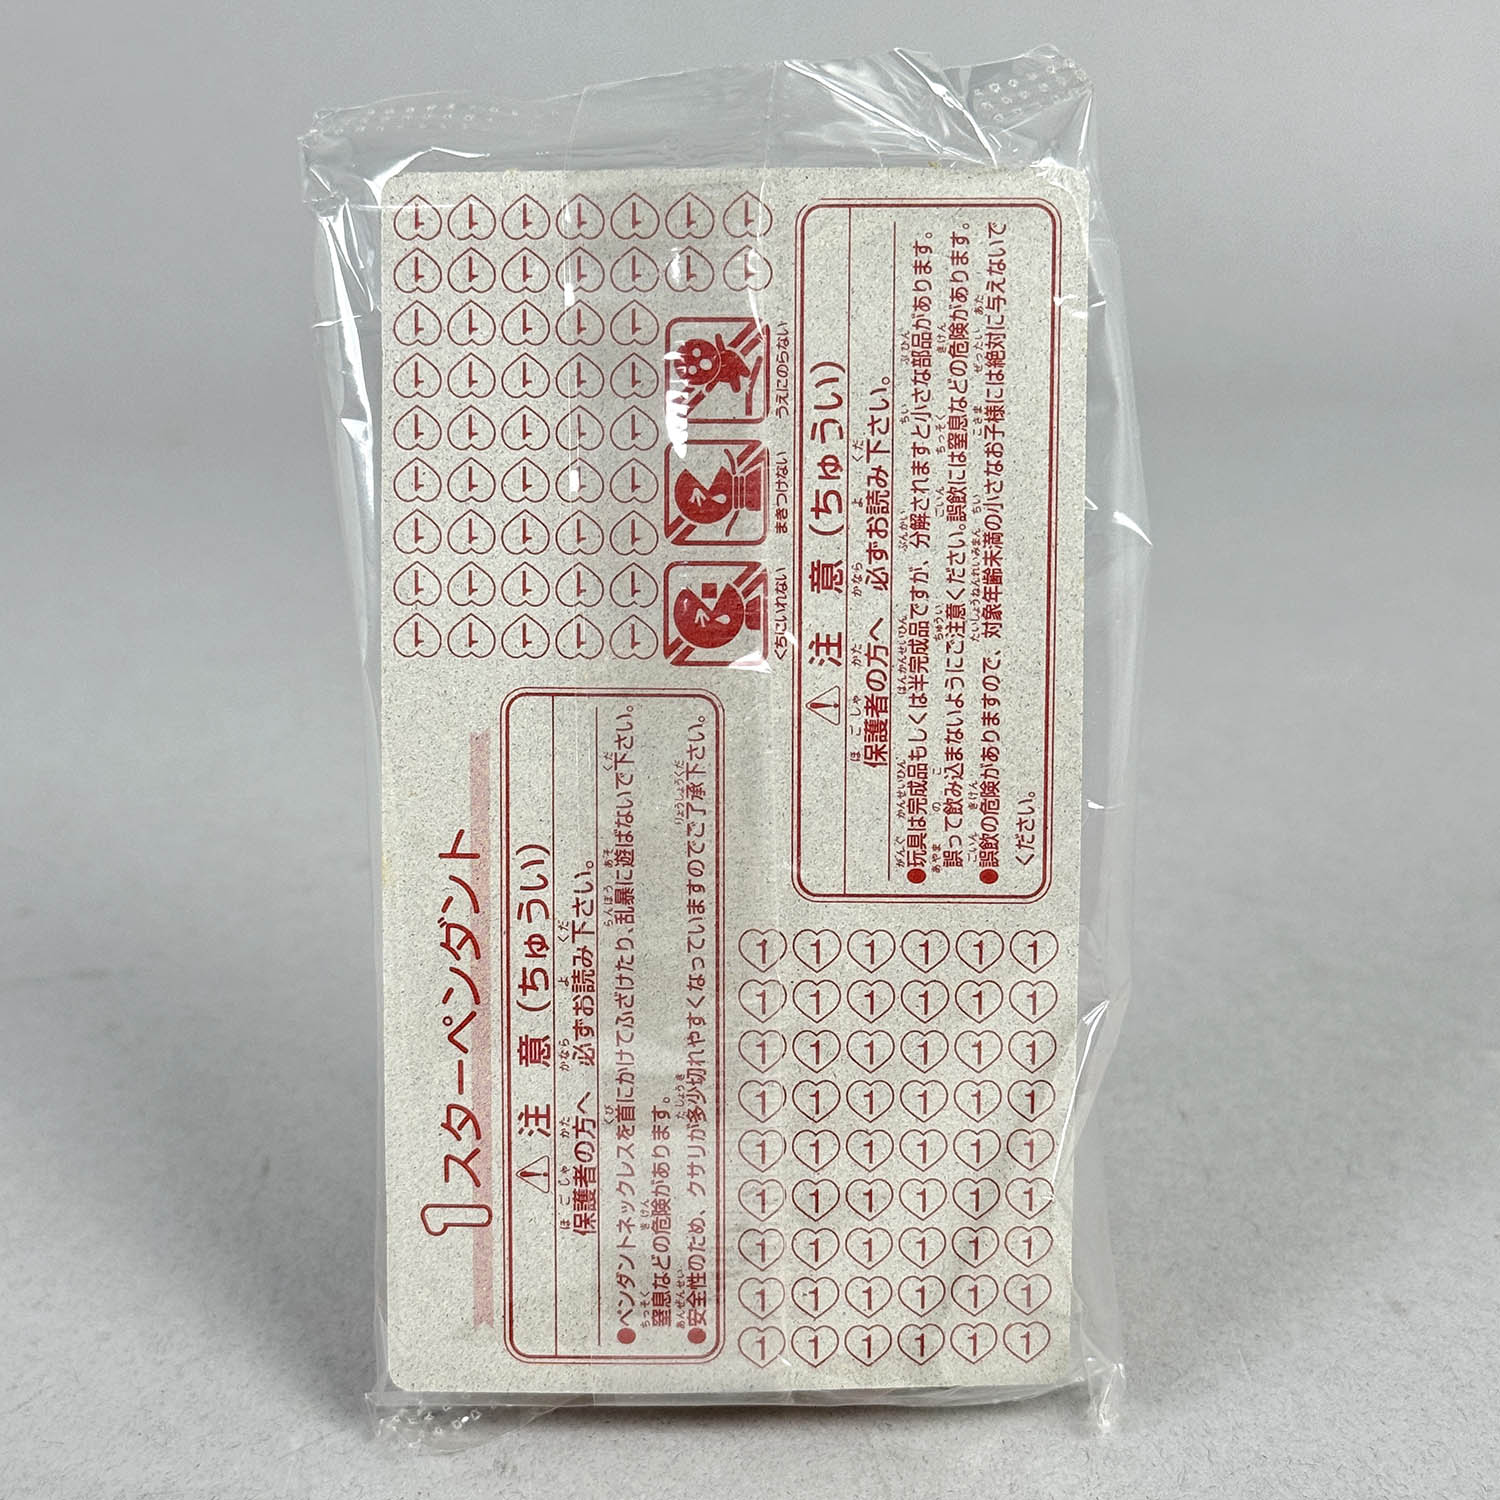 1 スターペンダント
注 意 (ちゅうい)
保護者の方へ 必ずお読み下さい。
●ペンダントネックレスを首にかけてふざけたり、乱暴に遊ばないで下さい。
窒息などの危険があります。
●安全性のため、クサリが多少切れやすくなっていますのでご了承下さい。
くちにいれない
まきつけない
うえにのらない
注 意 (ちゅうい)
保護者の方へ 必ずお読み下さい。
●玩具は完成品もしくは半完成品ですが、分解されますと小さな部品があります。
誤って飲み込まないようにご注意ください。誤飲には窒息などの危険があります。
●誤飲の危険がありますので、対象年齢未満の小さなお子様には絶対に与えないで
ください。